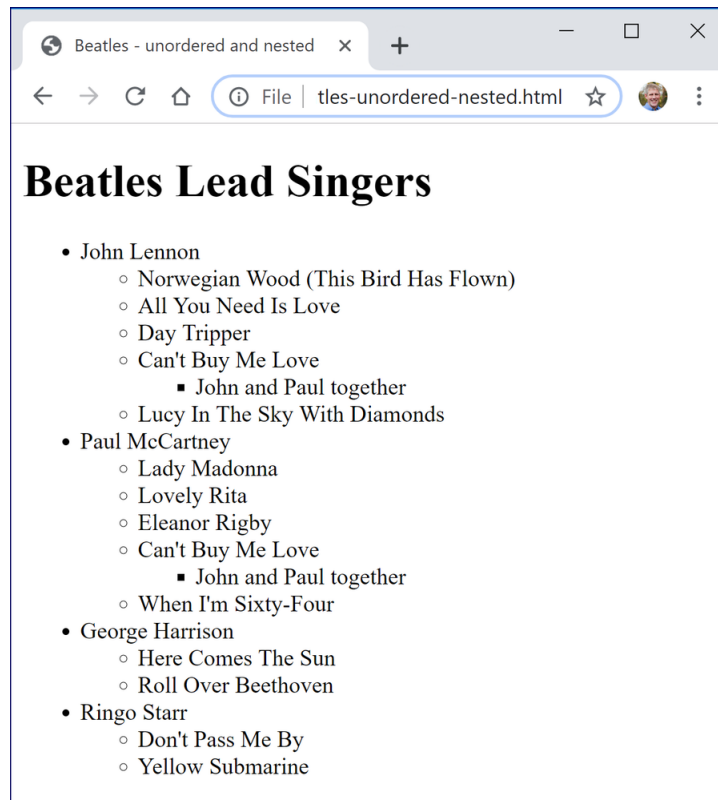 Beatles - unordered and nested
File | tles-unordered-nested.html
Beatles Lead Singers
John Lennon
Norwegian Wood (This Bird Has Flown)
All You Need Is Love
Day Tripper
Can't Buy Me Love
John and Paul together
Lucy In The Sky With Diamonds
Paul McCartney
Lady Madonna
Lovely Rita
Eleanor Rigby
Can't Buy Me Love
John and Paul together
When I'm Sixty-Four
George Harrison
Here Comes The Sun
Roll Over Beethoven
Ringo Starr
Don't Pass Me By
Yellow Submarine